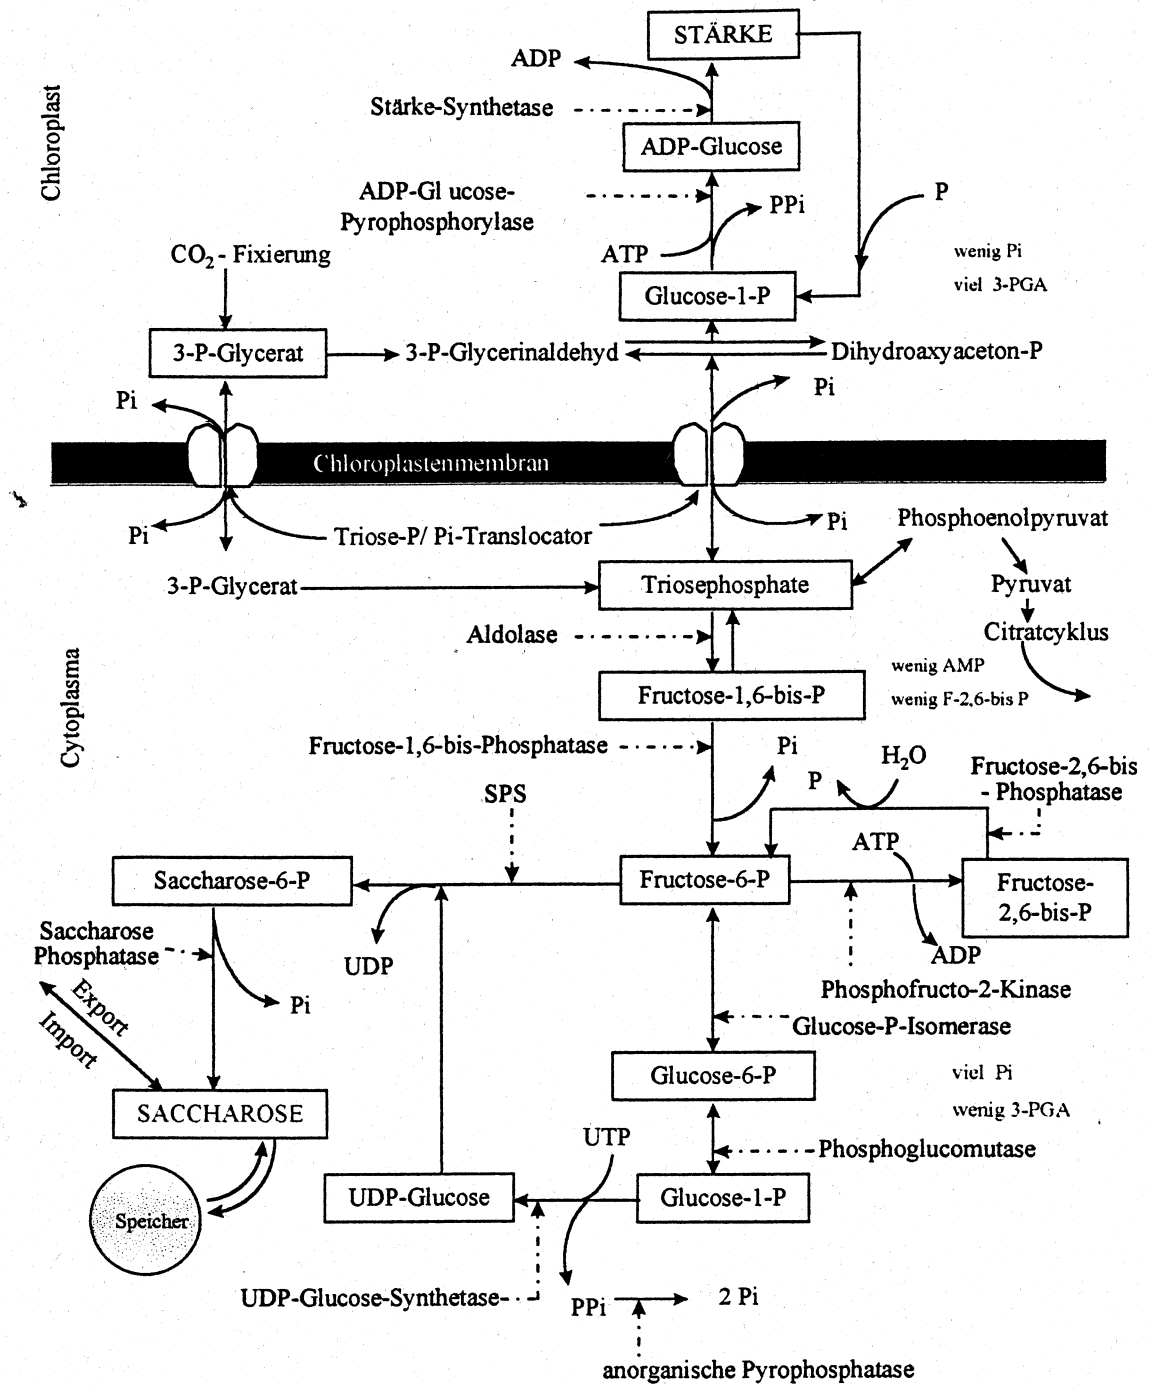 STÄRKE
ADP
Stärke-Synthetase
ADP-Glucose
Chloroplast
ADP-Gl ucose-
Pyrophosphorylase
PPi
P
ATP
CO2 - Fixierung
wenig Pi
viel 3-PGA
Glucose-1-P
3-P-Glycerat
3-P-Glycerinaldehyd
Dihydroaxyaceton-P
Pi
Pi
Chloroplastenmembran
Pi
Triose-P/ Pi-Translocator
Pi
Phosphoenolpyruvat
3-P-Glycerat
Triosephosphate
Pyruvat
Aldolase
Citratcyklus
Cytoplasma
wenig AMP
wenig F-2,6-bis P
Fructose-1,6-bis-P
Fructose-1,6-bis-Phosphatase
Pi
H2O
P
Fructose-2,6-bis
- Phosphatase
SPS
ATP
Saccharose-6-P
Fructose-6-P
Fructose-
2,6-bis-P
Saccharose
Phosphatase
UDP
ADP
Export
Import
Pi
Phosphofructo-2-Kinase
Glucose-P-Isomerase
Glucose-6-P
viel Pi
wenig 3-PGA
SACCHAROSE
UTP
Phosphoglucomutase
UDP-Glucose
Glucose-1-P
Speicher
UDP-Glucose-Synthetase
PPi
2 Pi
anorganische Pyrophosphatase